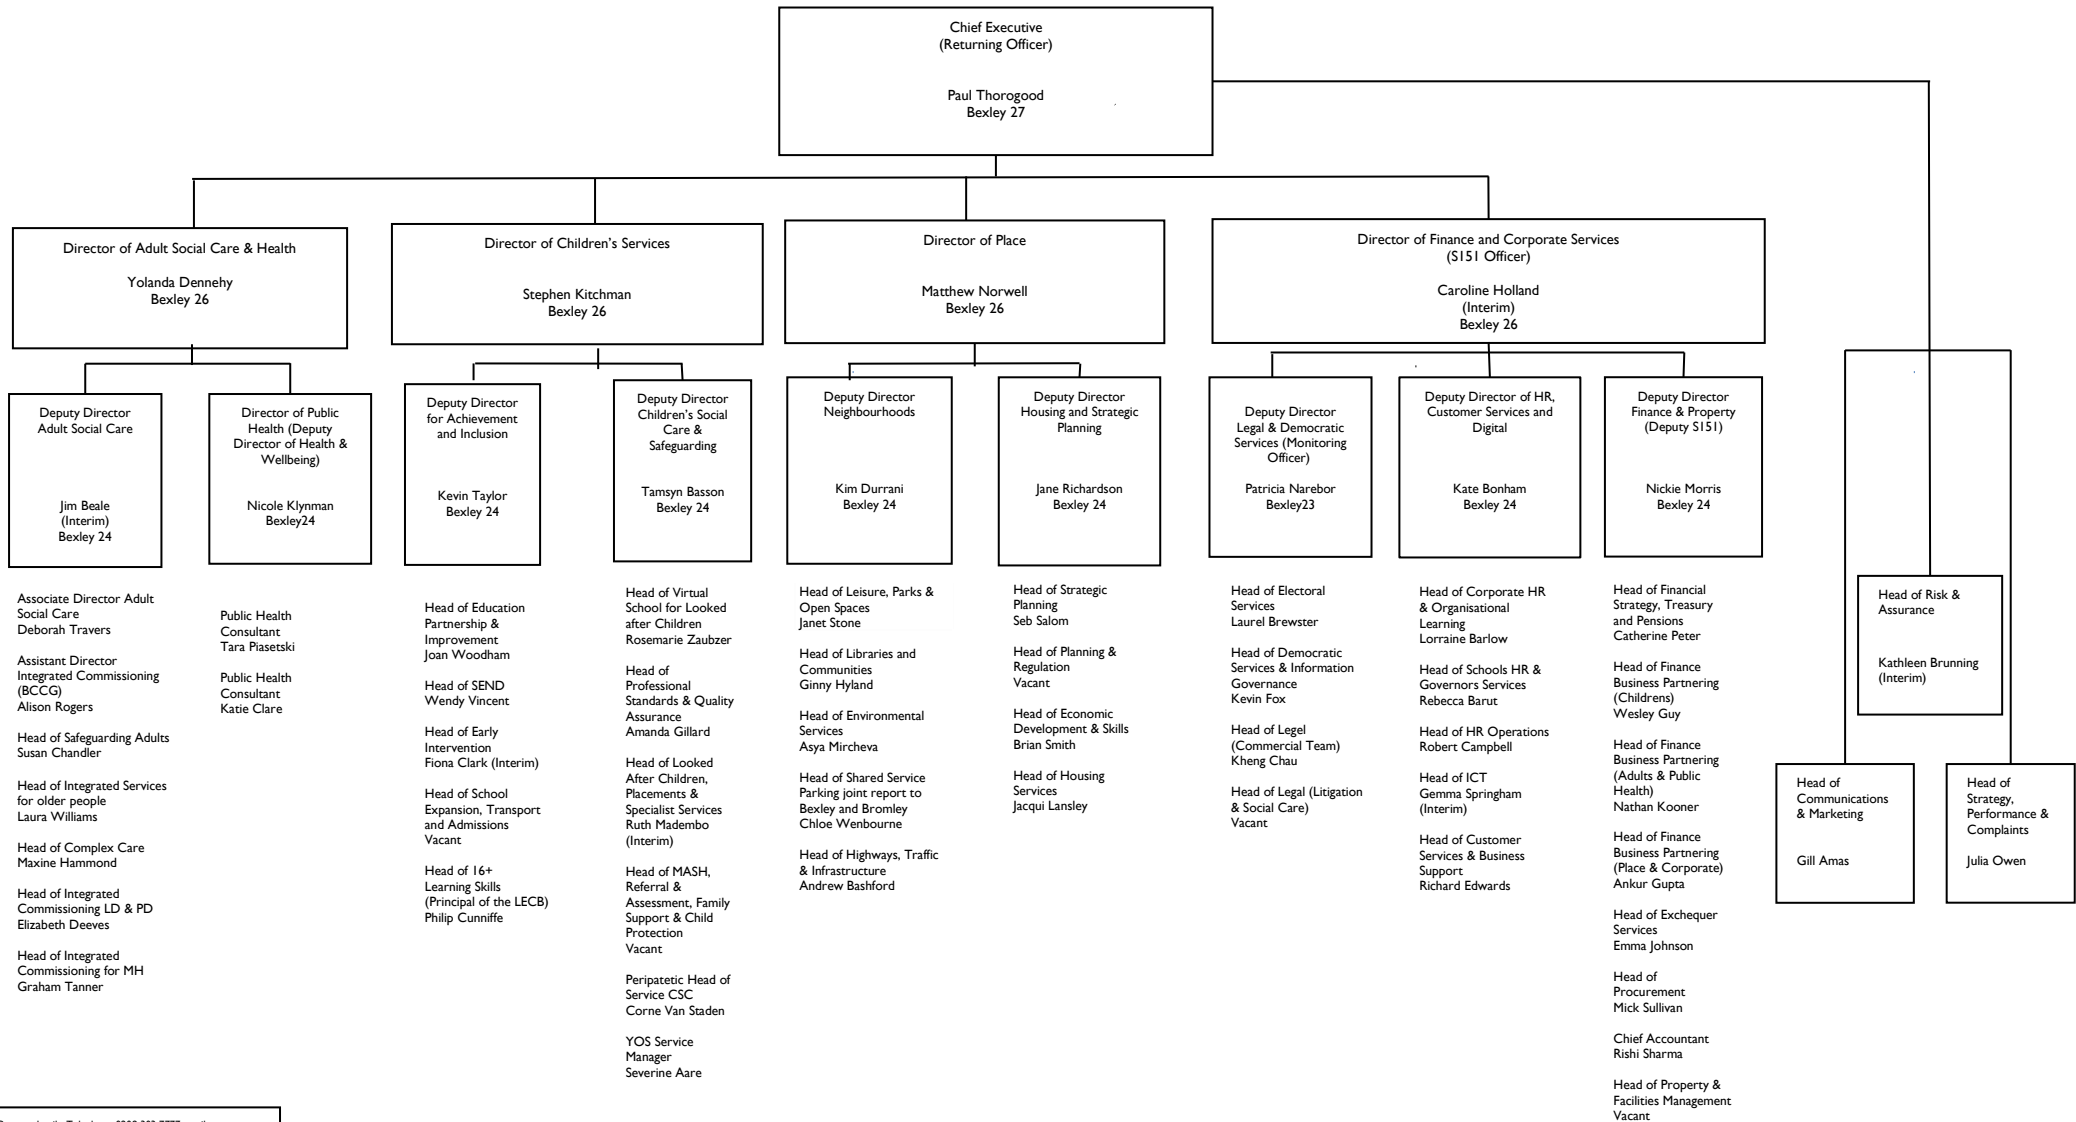 Chief Executive
(Returning Officer)
Paul Thorogood
Bexley 27
Director of Adult Social Care & Health
Yolanda Dennehy
Bexley 26
Director of Children's Services
Stephen Kitchman
Bexley 26
Director of Place
Matthew Norwell
Bexley 26
Director of Finance and Corporate Services
(S151 Officer)
Caroline Holland
(Interim)
Bexley 26
Deputy Director
Adult Social Care
Jim Beale
(Interim)
Bexley 24
Director of Public
Health (Deputy
Director of Health &
Wellbeing)
Nicole Klynman
Bexley24
Deputy Director
for Achievement
and Inclusion
Kevin Taylor
Bexley 24
Deputy Director
Children's Social
Care &
Safeguarding
Tamsyn Basson
Bexley 24
Deputy Director
Neighbourhoods
Kim Durrani
Bexley 24
Deputy Director
Housing and Strategic
Planning
Jane Richardson
Bexley 24
Deputy Director
Legal & Democratic
Services (Monitoring
Officer)
Patricia Narebor
Bexley23
Deputy Director of HR,
Customer Services and
Digital
Kate Bonham
Bexley 24
Deputy Director
Finance & Property
(Deputy S151)
Nickie Morris
Bexley 24
Associate Director Adult
Social Care
Deborah Travers
Assistant Director
Integrated Commissioning
(BCCG)
Alison Rogers
Head of Safeguarding Adults
Susan Chandler
Head of Integrated Services
for older people
Laura Williams
Head of Complex Care
Maxine Hammond
Head of Integrated
Commissioning LD & PD
Elizabeth Deeves
Head of Integrated
Commissioning for MH
Graham Tanner
Public Health
Consultant
Tara Piasetski
Public Health
Consultant
Katie Clare
Head of Education
Partnership &
Improvement
Joan Woodham
Head of SEND
Wendy Vincent
Head of Early
Intervention
Fiona Clark (Interim)
Head of School
Expansion, Transport
and Admissions
Vacant
Head of 16+
Learning Skills
(Principal of the LECB)
Philip Cunniffe
Head of Virtual
School for Looked
after Children
Rosemarie Zaubzer
Head of
Professional
Standards & Quality
Assurance
Amanda Gillard
Head of Looked
After Children,
Placements &
Specialist Services
Ruth Madembo
(Interim)
Head of MASH,
Referral &
Assessment, Family
Support & Child
Protection
Vacant
Peripatetic Head of
Service CSC
Corne Van Staden
YOS Service
Manager
Severine Aare
Head of Leisure, Parks &
Open Spaces
Janet Stone
Head of Libraries and
Communities
Ginny Hyland
Head of Environmental
Services
Asya Mircheva
Head of Shared Service
Parking joint report to
Bexley and Bromley
Chloe Wenbourne
Head of Highways, Traffic
& Infrastructure
Andrew Bashford
Head of Strategic
Planning
Seb Salom
Head of Planning &
Regulation
Vacant
Head of Economic
Development & Skills
Brian Smith
Head of Housing
Services
Jacqui Lansley
Head of Electoral
Services
Laurel Brewster
Head of Democratic
Services & Information
Governance
Kevin Fox
Head of Legel
(Commercial Team)
Kheng Chau
Head of Legal (Litigation
& Social Care)
Vacant
Head of Corporate HR
& Organisational
Learning
Lorraine Barlow
Head of Schools HR &
Governors Services
Rebecca Barut
Head of HR Operations
Robert Campbell
Head of ICT
Gemma Springham
(Interim)
Head of Customer
Services & Business
Support
Richard Edwards
Head of Financial
Strategy, Treasury
and Pensions
Catherine Peter
Head of Finance
Business Partnering
(Childrens)
Wesley Guy
Head of Finance
Business Partnering
(Adults & Public
Health)
Nathan Kooner
Head of Finance
Business Partnering
(Place & Corporate)
Ankur Gupta
Head of Exchequer
Services
Emma Johnson
Head of
Procurement
Mick Sullivan
Chief Accountant
Rishi Sharma
Head of Property &
Facilities Management
Vacant
Head of Risk &
Assurance
Kathleen Brunning
(Interim)
Head of
Communications
& Marketing
Gill Amas
Head of
Strategy,
Performance &
Complaints
Julia Owen